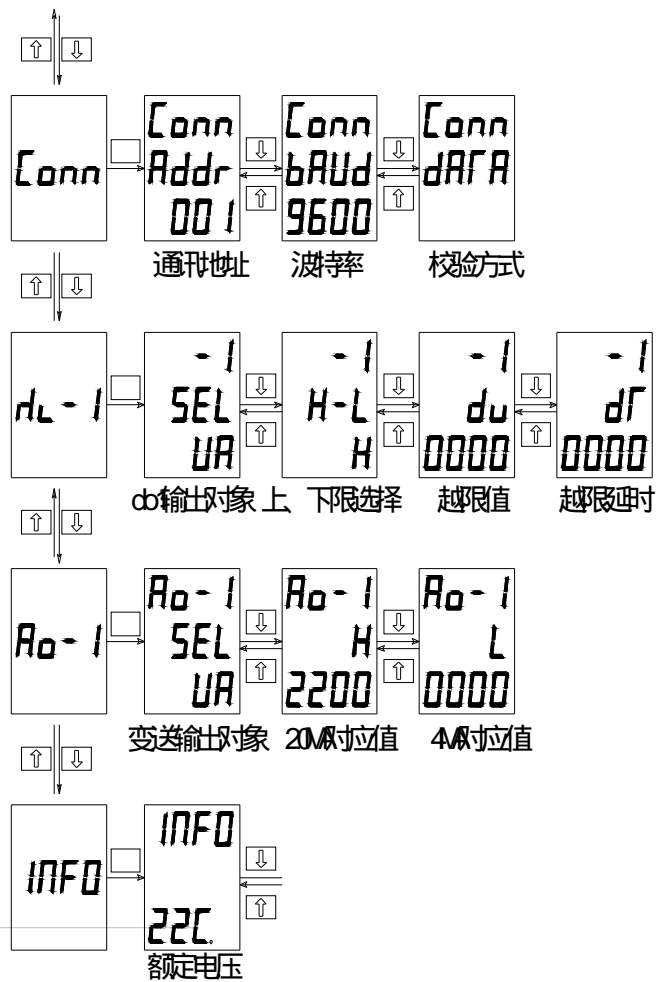 Conn
Conn
Addr
001
Conn
bAUd
9600
Conn
dATA
通讯地址 波特率 校验方式
dL-1
-1
SEL
UA
-1
H-L
H
-1
du
0000
-1
dT
0000
do1输出对象 上、下限选择 越限值 越限延时
Ao-1
Ao-1
SEL
UA
Ao-1
H
2200
Ao-1
L
0000
变送输出对象 20MA对应值 4MA对应值
INFO
INFO
22C.
额定电压